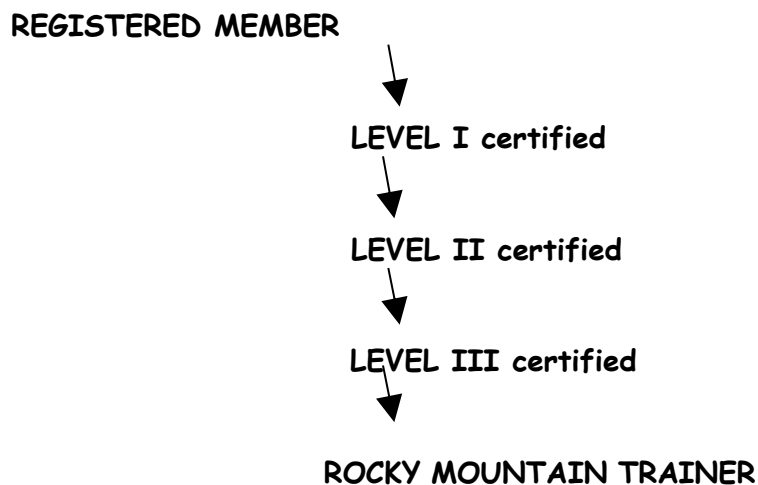 REGISTERED MEMBER
LEVEL I certified
LEVEL II certified
LEVEL III certified
ROCKY MOUNTAIN TRAINER